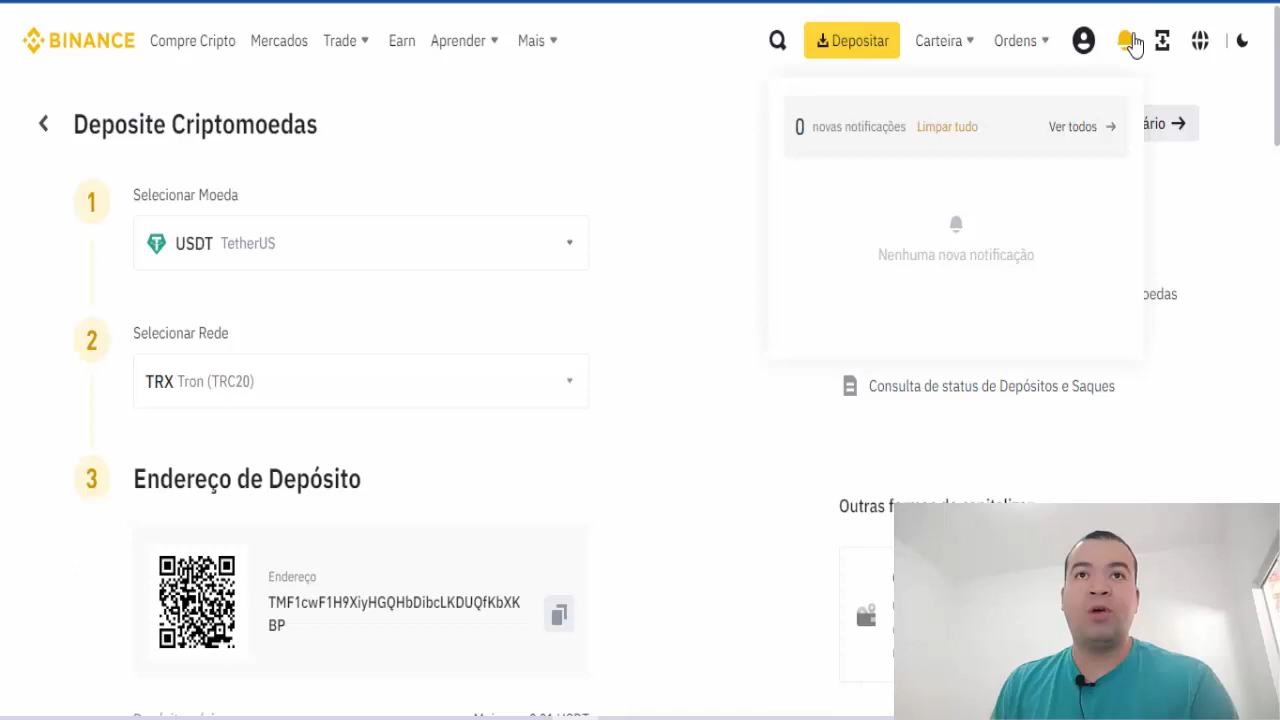 BINANCE Compre Cripto Mercados Trade Earn Aprender Mais Depositar Carteira Ordens
Deposite Criptomoedas
0 novas notificações Limpar tudo Ver todos
ário
1 Selecionar Moeda
USDT TetherUS
Nenhuma nova notificação
oedas
2 Selecionar Rede
TRX Tron (TRC20)
Consulta de status de Depósitos e Saques
3 Endereço de Depósito
Outras
Endereço
TMF1cwF1H9XiyHGQHbDibcLKDUQfKbXK
BP